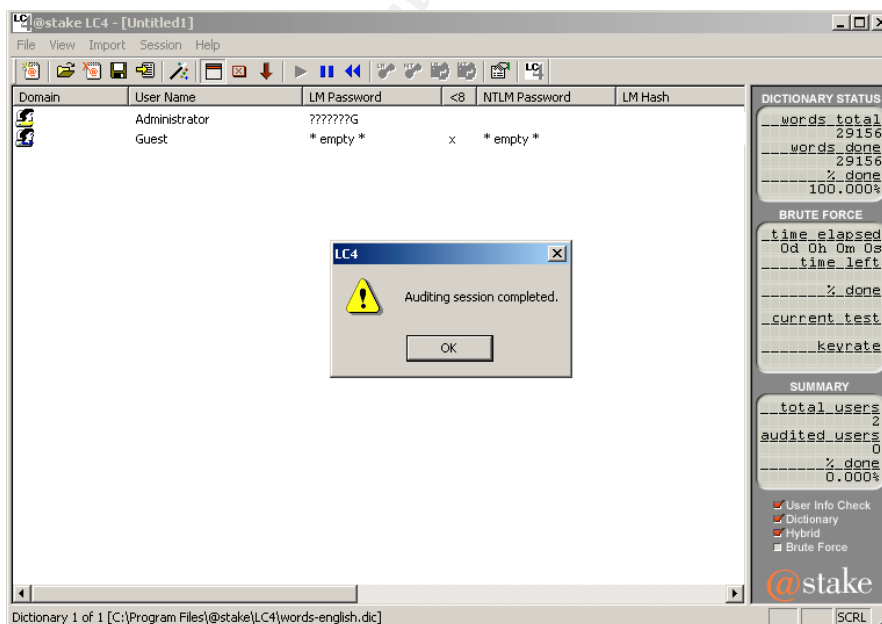 @stake LC4 - [Untitled1]
File View Import Session Help
Domain User Name LM Password <8 NTLM Password LM Hash
Administrator ???????G
Guest * empty * x * empty *
LC4
Auditing session completed.
OK
DICTIONARY STATUS
words_total
29156
words_done
29156
% done
100.000%
BRUTE FORCE
time_elapsed
0d 0h 0m 0s
time_left
% done
current_test
keyrate
SUMMARY
total_users
2
audited_users
0
% done
0.000%
User Info Check
Dictionary
Hybrid
Brute Force
@stake
Dictionary 1 of 1 [C:\Program Files\@stake\LC4\words-english.dic]
SCRL